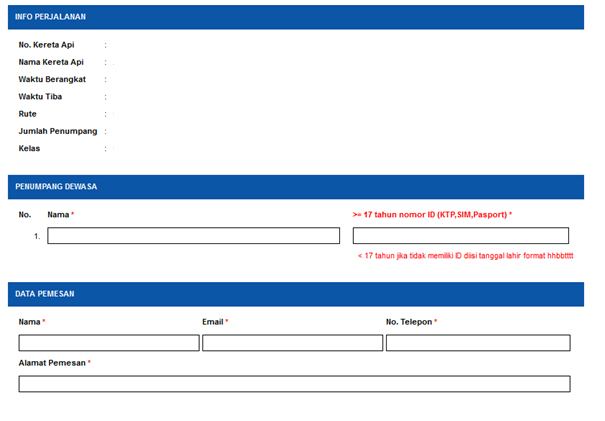 INFO PERJALANAN
No. Kereta Api :
Nama Kereta Api :
Waktu Berangkat :
Waktu Tiba :
Rute :
Jumlah Penumpang :
Kelas :
PENUMPANG DEWASA
No. Nama * >= 17 tahun nomor ID (KTP,SIM,Pasport) *
1.
< 17 tahun jika tidak memiliki ID diisi tanggal lahir format hhbbtttt
DATA PEMESAN
Nama * Email * No. Telepon *
Alamat Pemesan *